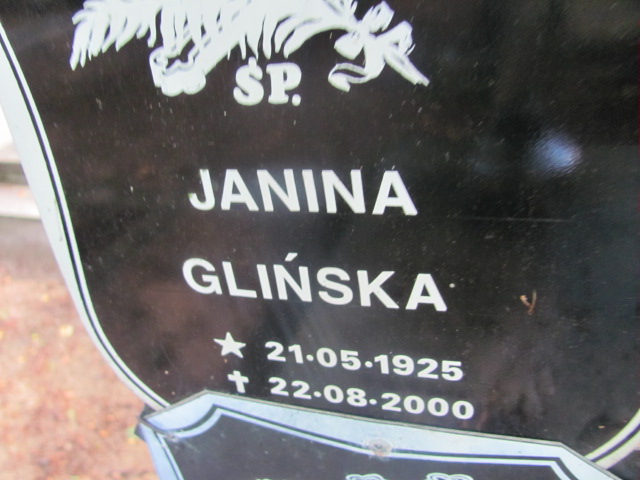 ŚP.
JANINA
GLIŃSKA
★ 21·05·1925
✝ 22·08·2000